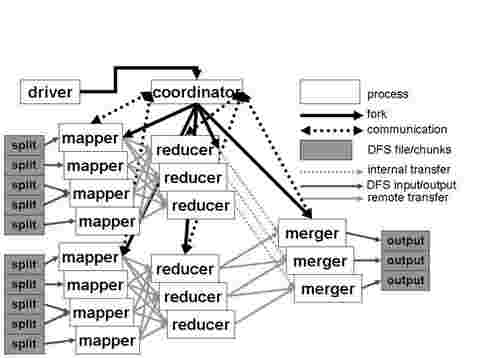 driver
coordinator
process
fork
communication
DFS file/chunks
internal transfer
DFS input/output
remote transfer
split
split
split
split
split
mapper
mapper
mapper
mapper
reducer
reducer
reducer
split
split
split
split
split
mapper
mapper
mapper
mapper
reducer
reducer
reducer
merger
merger
merger
output
output
output